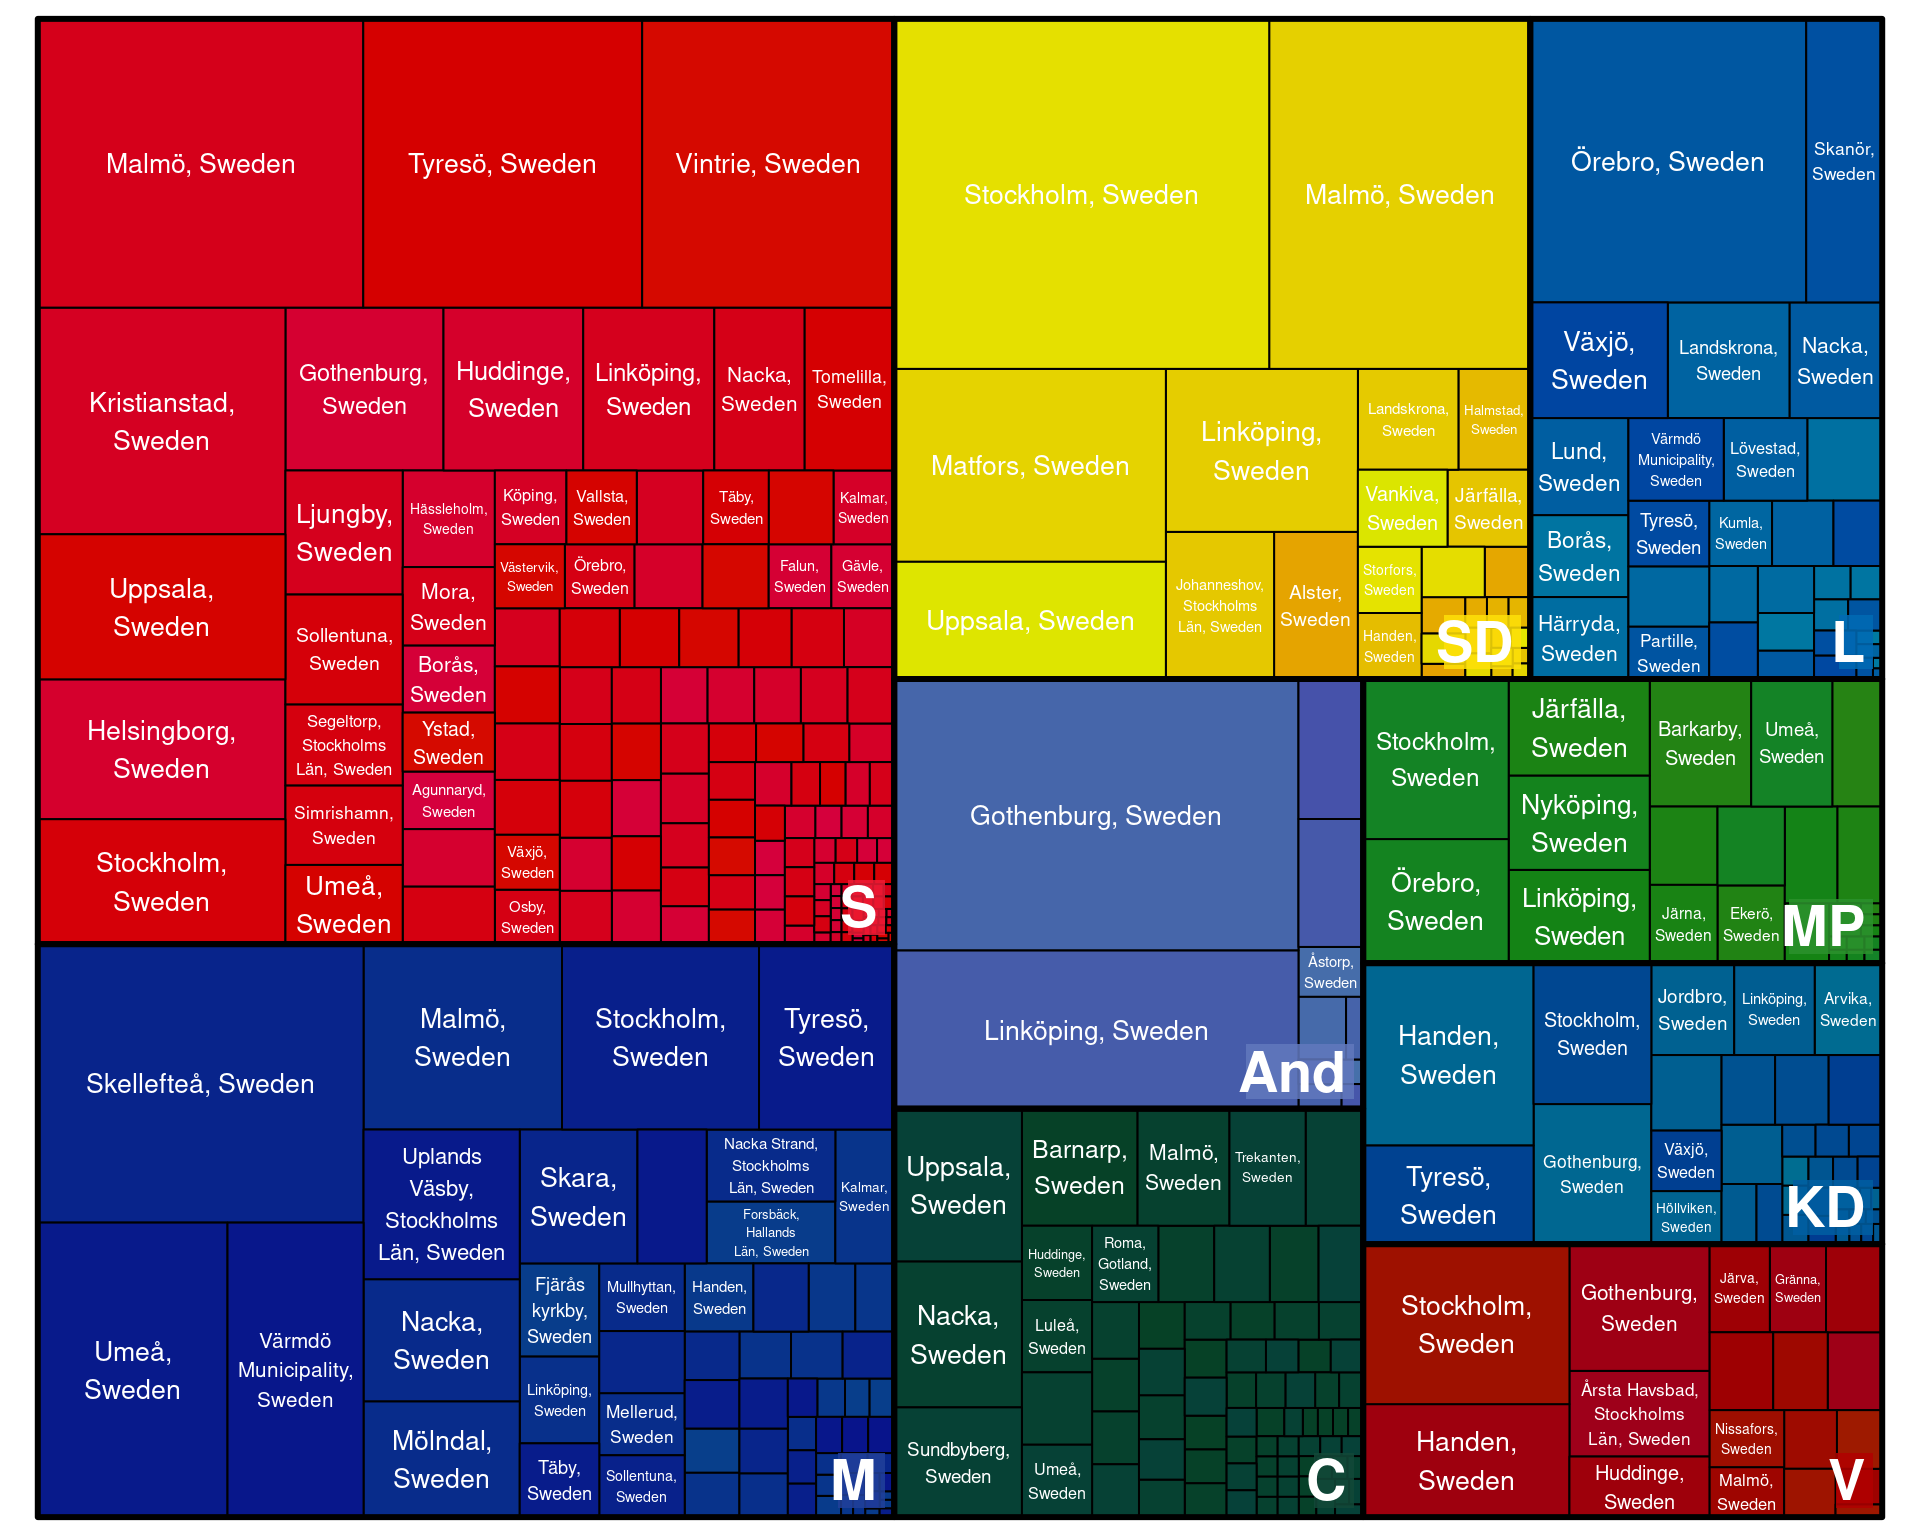 Malmö, Sweden
Tyresö, Sweden
Vintrie, Sweden
Kristianstad,
Sweden
Gothenburg,
Sweden
Huddinge,
Sweden
Linköping,
Sweden
Nacka,
Sweden
Tomelilla,
Sweden
Uppsala,
Sweden
Helsingborg,
Sweden
Stockholm,
Sweden
Ljungby,
Sweden
Sollentuna,
Sweden
Segeltorp,
Stockholms
Län, Sweden
Simrishamn,
Sweden
Umeå,
Sweden
Hässleholm,
Sweden
Mora,
Sweden
Borås,
Sweden
Ystad,
Sweden
Agunnaryd,
Sweden
Köping,
Sweden
Vallsta,
Sweden
Täby,
Sweden
Kalmar,
Sweden
Västervik,
Sweden
Örebro,
Sweden
Falun,
Sweden
Gävle,
Sweden
Växjö,
Sweden
Osby,
Sweden
S
Stockholm, Sweden
Malmö, Sweden
Matfors, Sweden
Uppsala, Sweden
Linköping,
Sweden
Johanneshov,
Stockholms
Län, Sweden
Alster,
Sweden
Landskrona,
Sweden
Halmstad,
Sweden
Vankiva,
Sweden
Järfälla,
Sweden
Storfors,
Sweden
Handen,
Sweden
SD
Örebro, Sweden
Skanör,
Sweden
Växjö,
Sweden
Landskrona,
Sweden
Nacka,
Sweden
Lund,
Sweden
Borås,
Sweden
Härryda,
Sweden
Värmdö
Municipality,
Sweden
Lövestad,
Sweden
Tyresö,
Sweden
Kumla,
Sweden
Partille,
Sweden
L
Gothenburg, Sweden
Linköping, Sweden
Åstorp,
Sweden
And
Stockholm,
Sweden
Örebro,
Sweden
Järfälla,
Sweden
Nyköping,
Sweden
Linköping,
Sweden
Barkarby,
Sweden
Umeå,
Sweden
Järna,
Sweden
Ekerö,
Sweden
MP
Skellefteå, Sweden
Umeå,
Sweden
Värmdö
Municipality,
Sweden
Malmö,
Sweden
Stockholm,
Sweden
Tyresö,
Sweden
Uplands
Väsby,
Stockholms
Län, Sweden
Nacka,
Sweden
Mölndal,
Sweden
Skara,
Sweden
Nacka Strand,
Stockholms
Län, Sweden
Forsbäck,
Hallands
Län, Sweden
Kalmar,
Sweden
Fjärås
kyrkby,
Sweden
Linköping,
Sweden
Täby,
Sweden
Mullhyttan,
Sweden
Handen,
Sweden
Mellerud,
Sweden
Sollentuna,
Sweden
M
Uppsala,
Sweden
Nacka,
Sweden
Sundbyberg,
Sweden
Barnarp,
Sweden
Malmö,
Sweden
Trekanten,
Sweden
Huddinge,
Sweden
Roma,
Gotland,
Sweden
Luleå,
Sweden
Umeå,
Sweden
C
Handen,
Sweden
Tyresö,
Sweden
Stockholm,
Sweden
Gothenburg,
Sweden
Jordbro,
Sweden
Linköping,
Sweden
Arvika,
Sweden
Växjö,
Sweden
Höllviken,
Sweden
KD
Stockholm,
Sweden
Handen,
Sweden
Gothenburg,
Sweden
Årsta Havsbad,
Stockholms
Län, Sweden
Huddinge,
Sweden
Järva,
Sweden
Gränna,
Sweden
Nissafors,
Sweden
Malmö,
Sweden
V